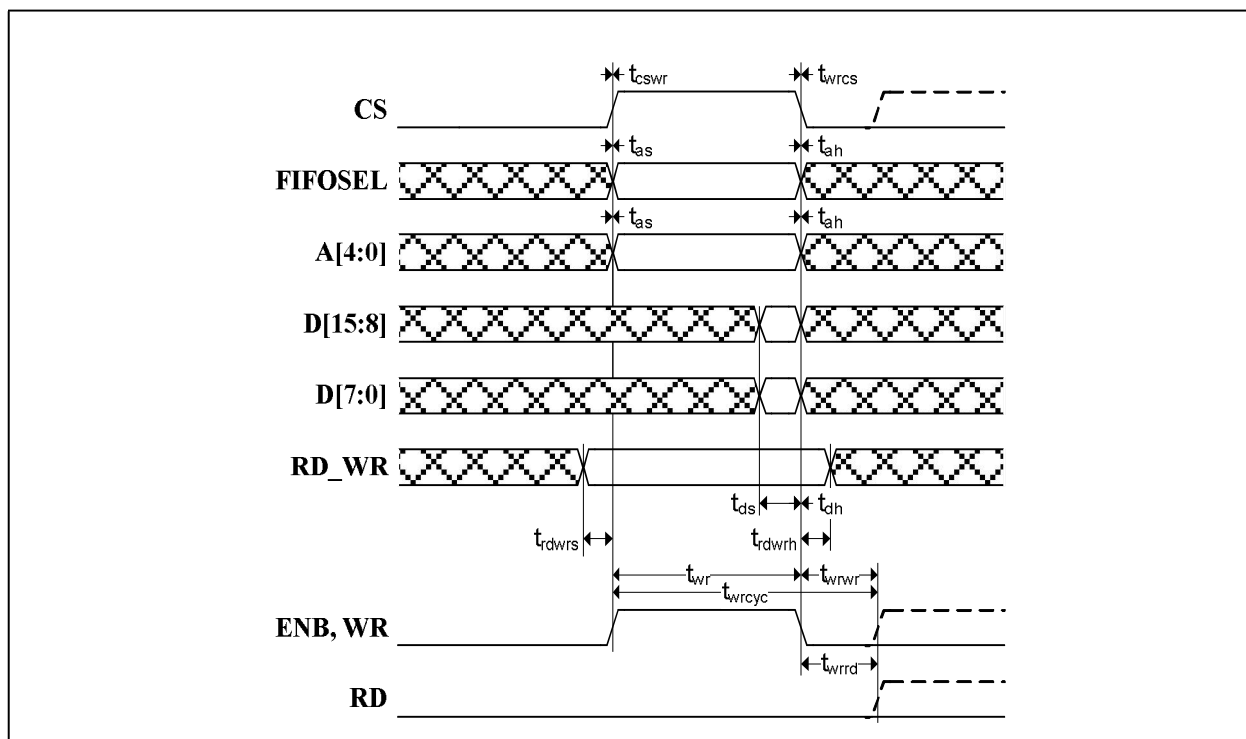 tcswr twrcs
CS
tas tah
FIFOSEL
tas tah
A[4:0]
D[15:8]
D[7:0]
RD_WR
tds tdh
trdwrs trdwrh
twr twrwr
twrcyc
ENB, WR
twrrd
RD